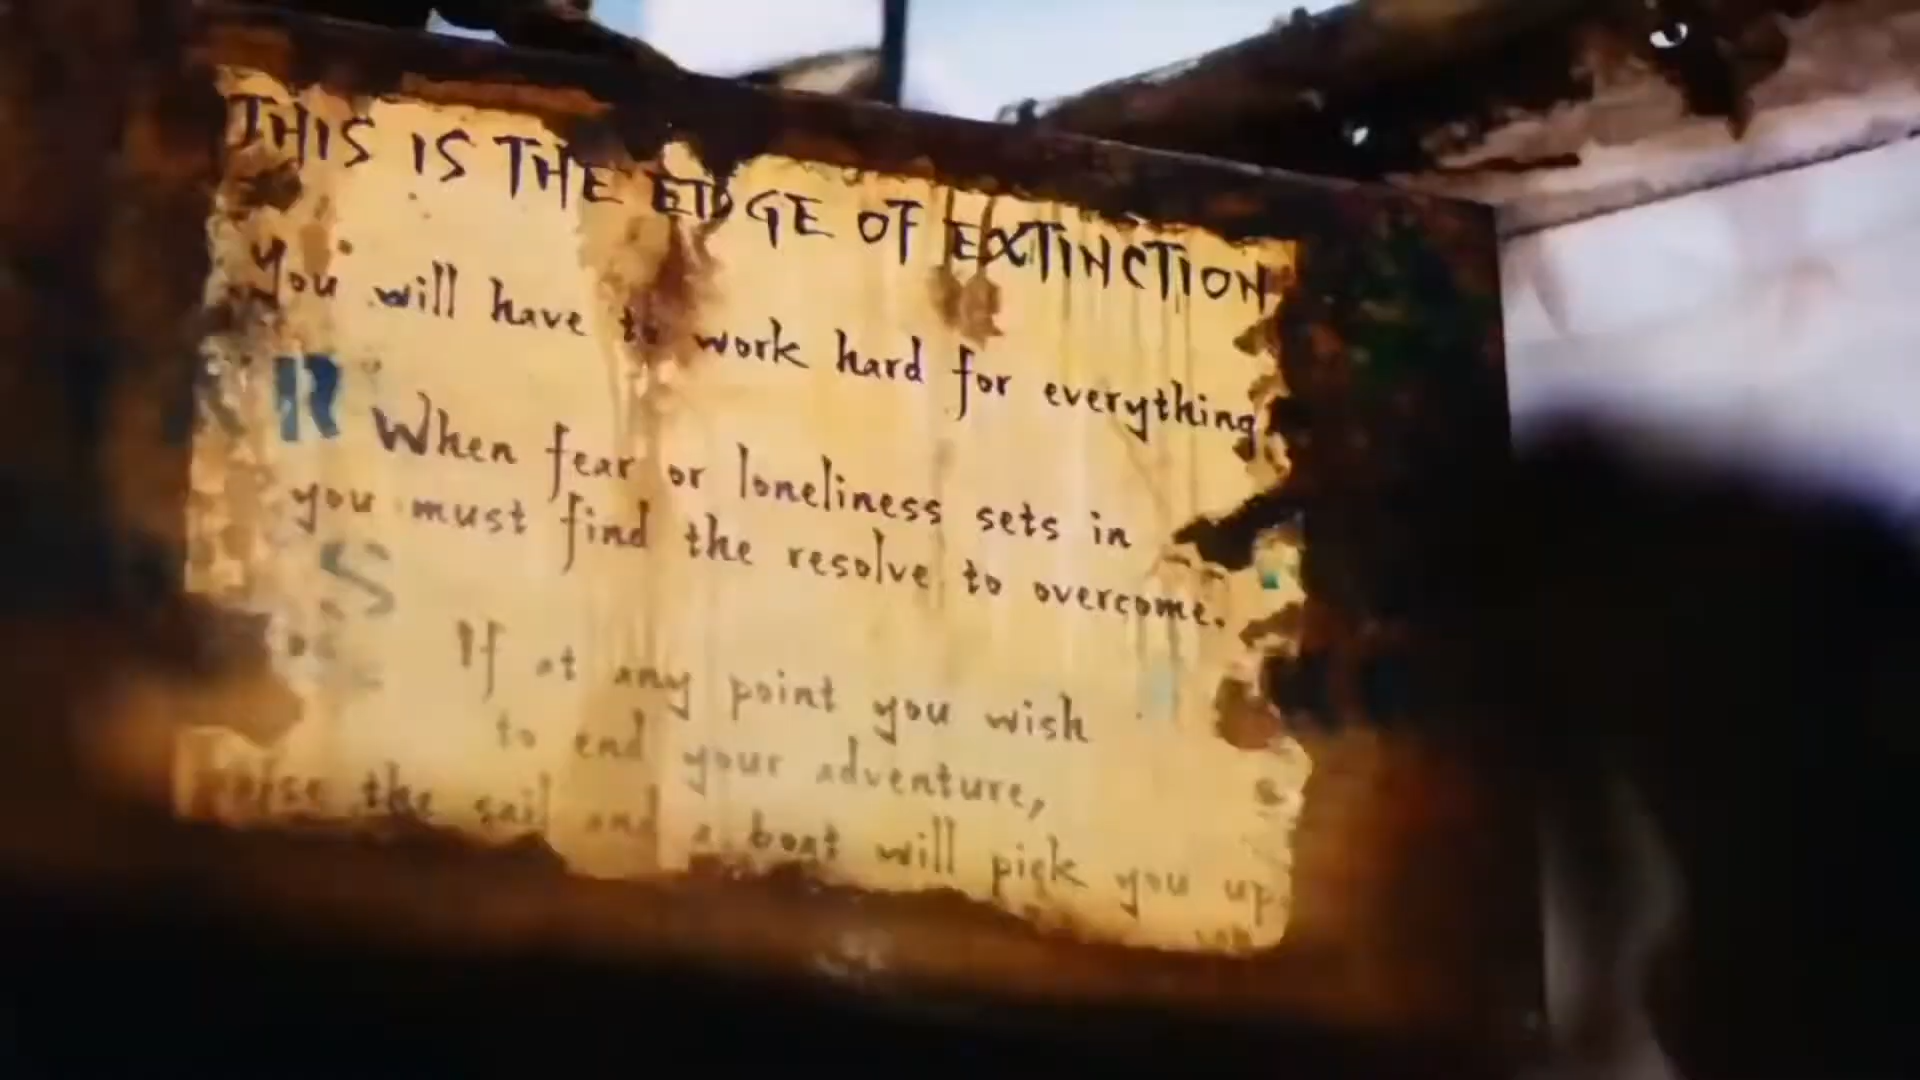 THIS IS THE EDGE OF EXTINCTION
You will have to work hard for everything
R
When fear or loneliness sets in
you must find the resolve to overcome.
S
If at any point you wish
to end your adventure,
raise the sail and a boat will pick you up.